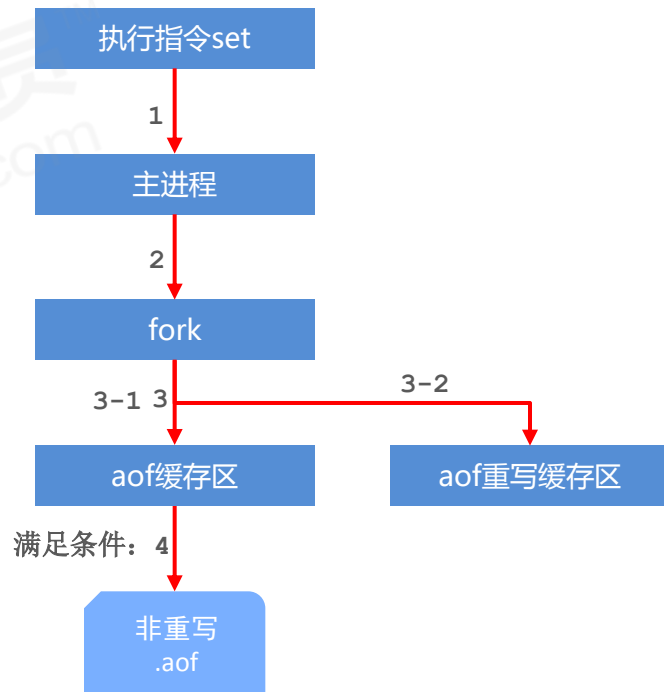 执行指令set
1
主进程
2
fork
3-1 3
3-2
aof缓存区
aof重写缓存区
满足条件：4
非重写
.aof